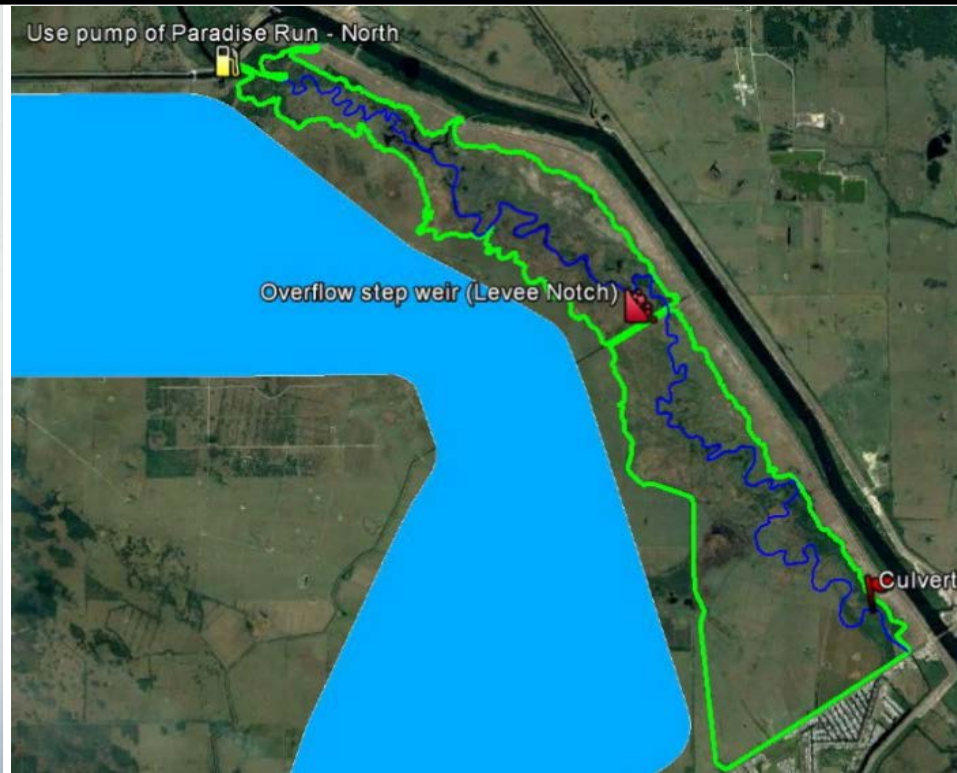 Use pump of Paradise Run - North
Overflow step weir (Levee Notch)
Culvert